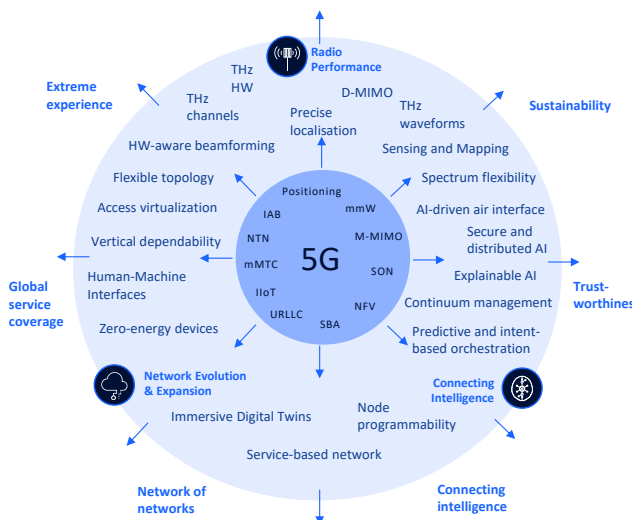 Radio
Performance
THz
HW
Extreme
experience
D-MIMO
THz
channels
THz
waveforms
Sustainability
Precise
localisation
HW-aware beamforming
Sensing and Mapping
Flexible topology
Spectrum flexibility
Positioning
Access virtualization
IAB
mmW
AI-driven air interface
Vertical dependability
NTN
M-MIMO
Secure and
distributed AI
5G
mMTC
SON
Human-Machine
Interfaces
Explainable AI
Global
service
coverage
Trust-
worthines
IIoT
NFV
Continuum management
URLLC
SBA
Zero-energy devices
Predictive and intent-
based orchestration
Network Evolution
& Expansion
Connecting
Intelligence
Immersive Digital Twins
Node
programmability
Service-based network
Network of
networks
Connecting
intelligence